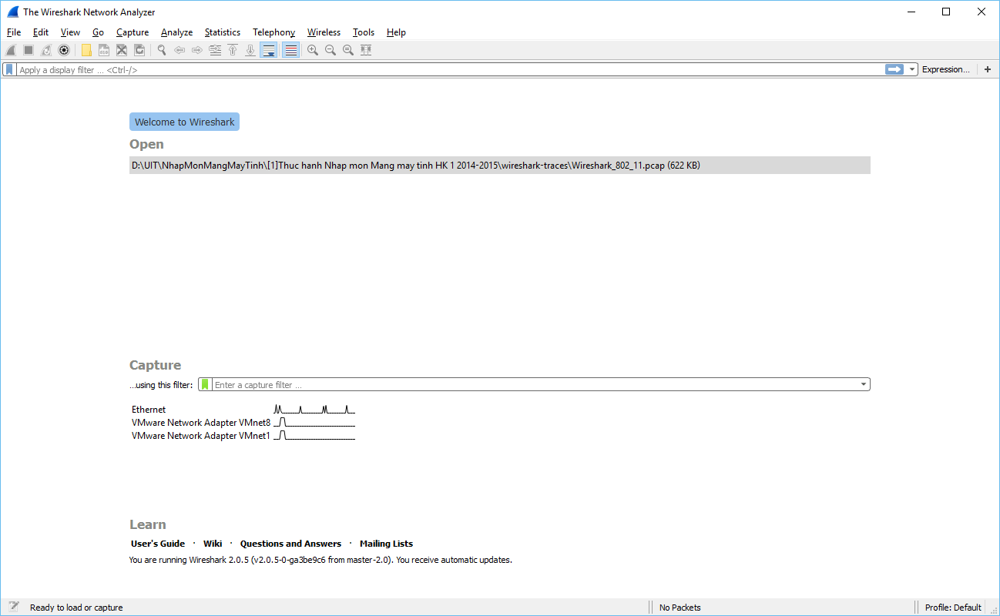 The Wireshark Network Analyzer
File Edit View Go Capture Analyze Statistics Telephony Wireless Tools Help
Apply a display filter ... <Ctrl-/> Expression... +
Welcome to Wireshark
Open
D:\UIT\NhapMonMangMayTinh\[1]Thuc hanh Nhap mon Mang may tinh HK 1 2014-2015\wireshark-traces\Wireshark_802_11.pcap (622 KB)
Capture
...using this filter: Enter a capture filter ...
Ethernet
VMware Network Adapter VMnet8
VMware Network Adapter VMnet1
Learn
User's Guide · Wiki · Questions and Answers · Mailing Lists
You are running Wireshark 2.0.5 (v2.0.5-0-ga3be9c6 from master-2.0). You receive automatic updates.
Ready to load or capture No Packets Profile: Default